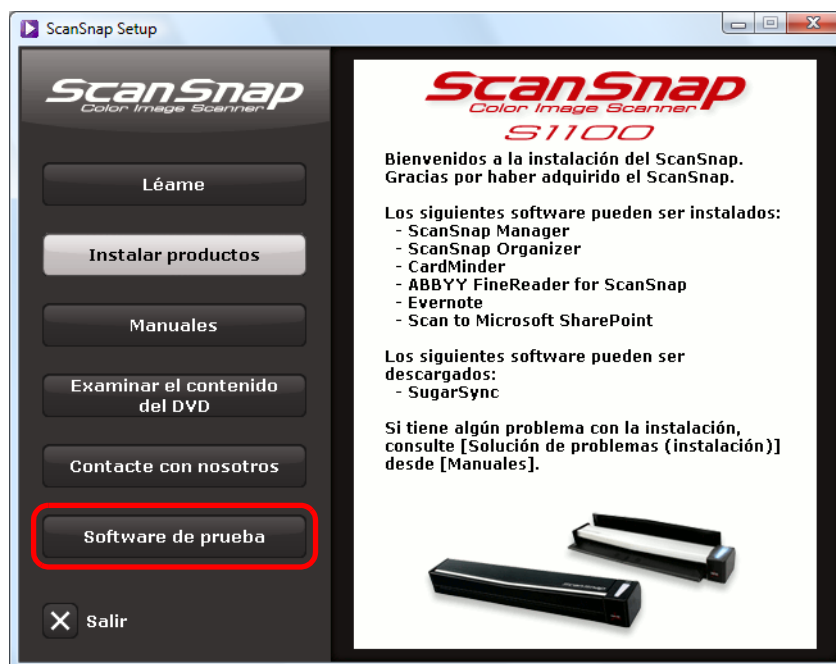 ScanSnap Setup
ScanSnap
Color Image Scanner
Léame
Instalar productos
Manuales
Examinar el contenido
del DVD
Contacte con nosotros
Software de prueba
Salir
ScanSnap
Color Image Scanner
S1100
Bienvenidos a la instalación del ScanSnap.
Gracias por haber adquirido el ScanSnap.
Los siguientes software pueden ser instalados:
- ScanSnap Manager
- ScanSnap Organizer
- CardMinder
- ABBYY FineReader for ScanSnap
- Evernote
- Scan to Microsoft SharePoint
Los siguientes software pueden ser
descargados:
- SugarSync
Si tiene algún problema con la instalación,
consulte [Solución de problemas (instalación)]
desde [Manuales].
ScanSnap